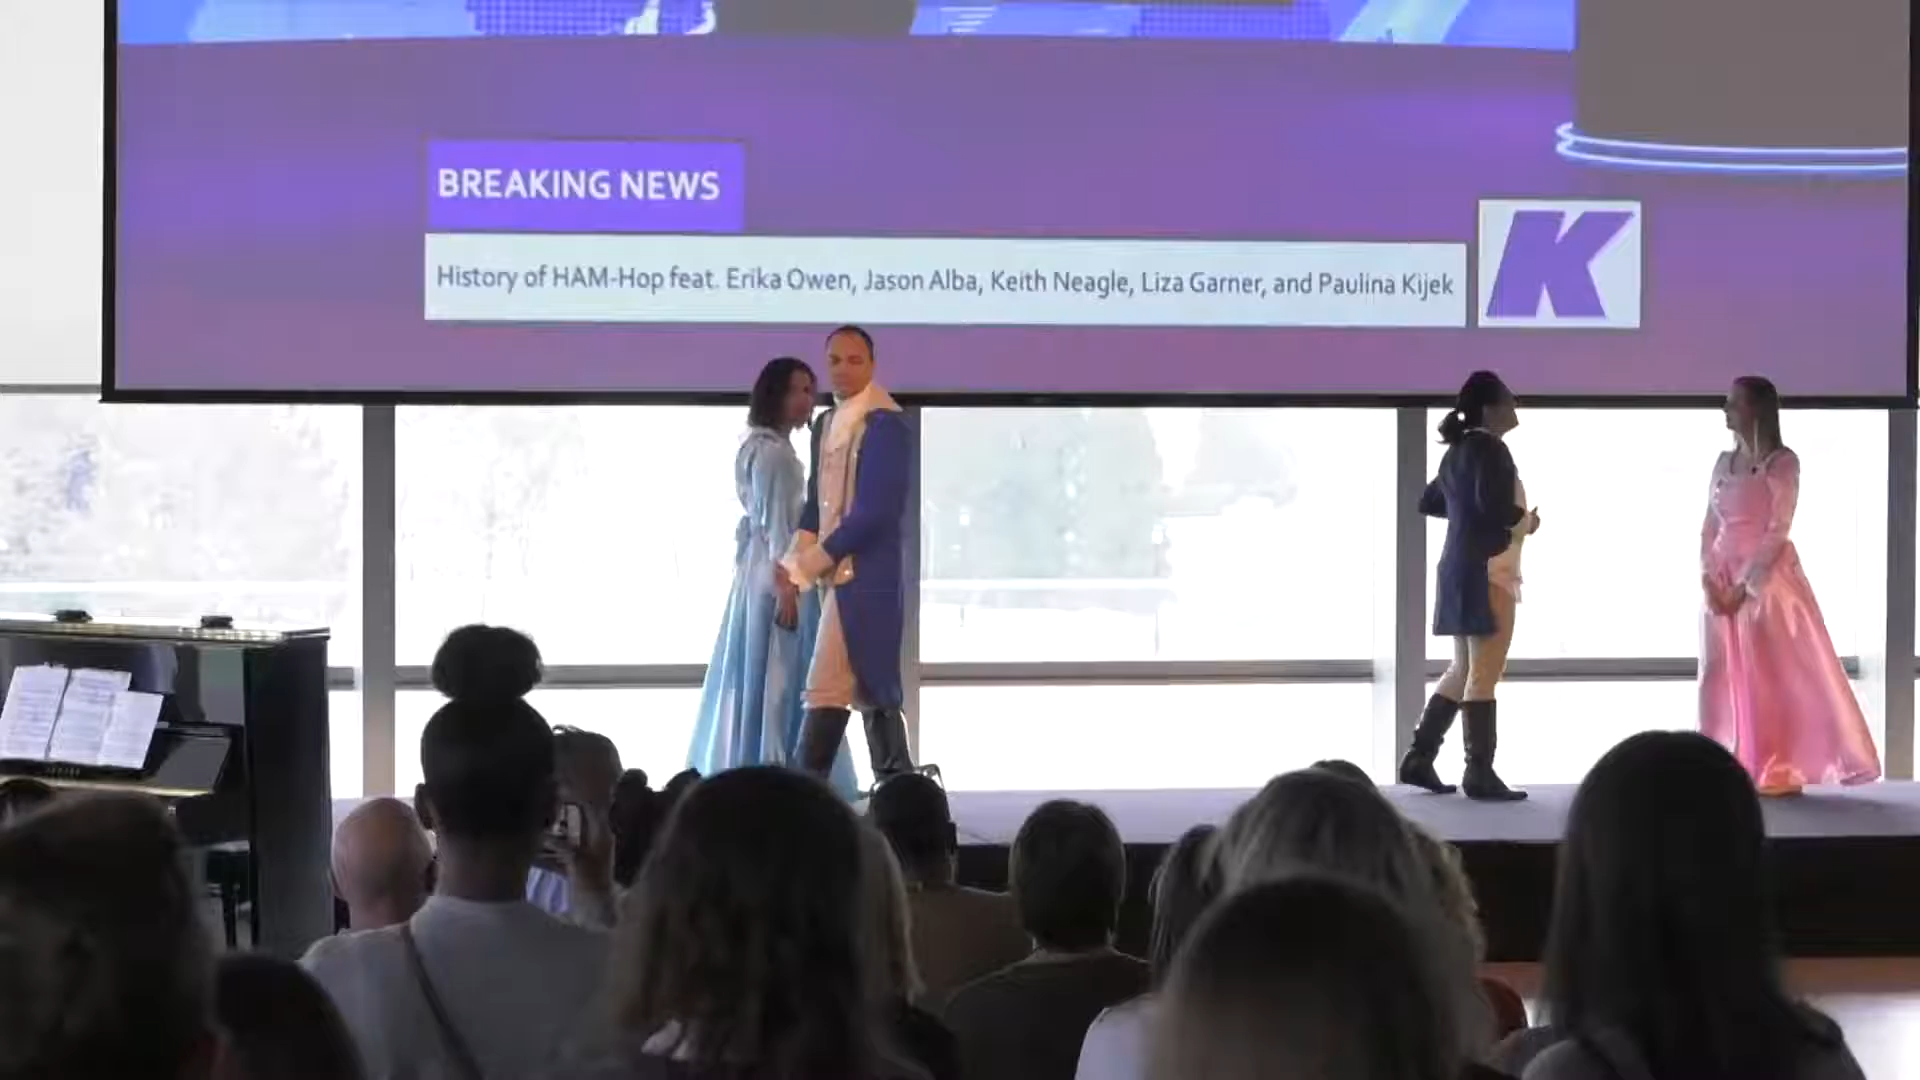 BREAKING NEWS
History of HAM-Hop feat. Erika Owen, Jason Alba, Keith Neagle, Liza Garner, and Paulina Kijek
K